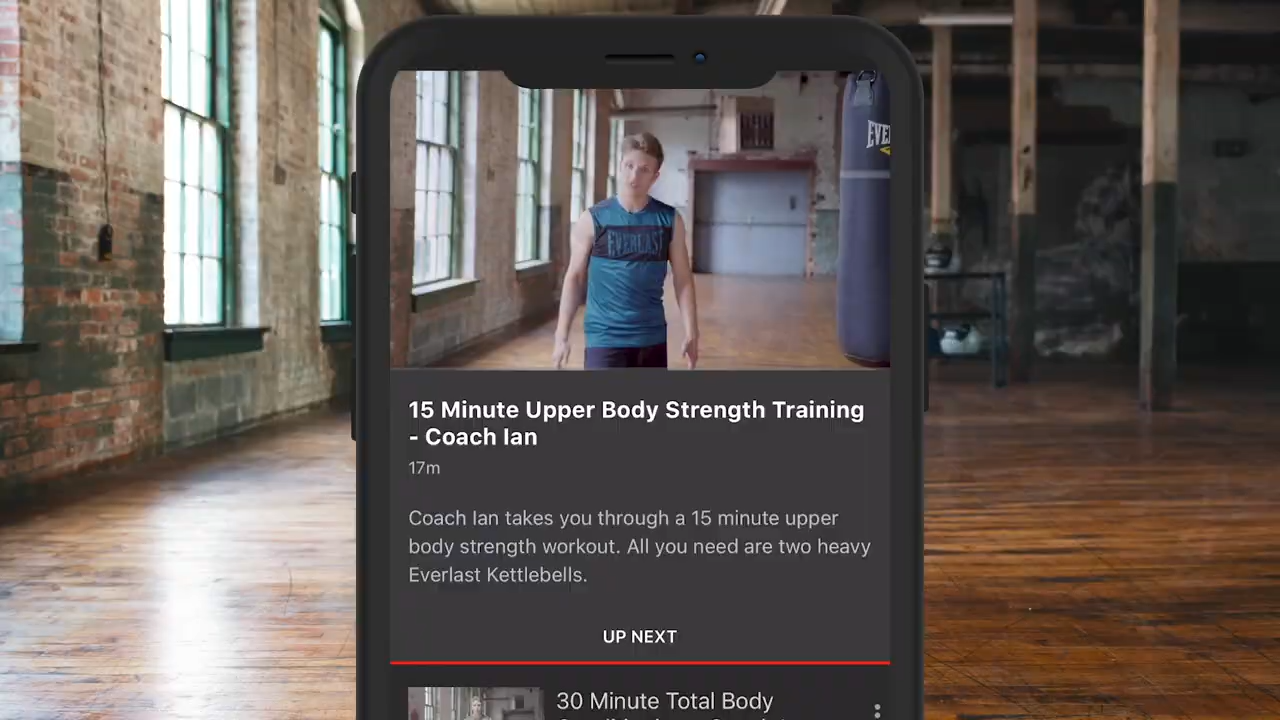 EVERLAST
15 Minute Upper Body Strength Training
- Coach Ian
17m
Coach Ian takes you through a 15 minute upper
body strength workout. All you need are two heavy
Everlast Kettlebells.
UP NEXT
30 Minute Total Body